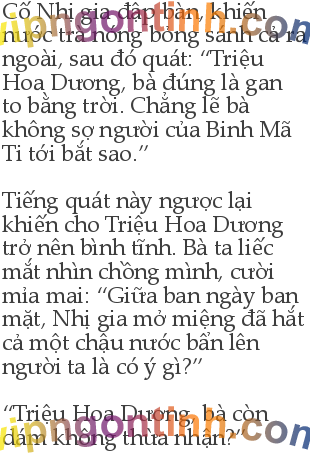 Cố Nhị gia đập bàn, khiến
nước trà nóng bỏng sánh cả ra
ngoài, sau đó quát: “Triệu
Hoa Dương, bà đúng là gan
to bằng trời. Chẳng lẽ bà
không sợ người của Binh Mã
Ti tới bắt sao.”
Tiếng quát này ngược lại
khiến cho Triệu Hoa Dương
trở nên bình tĩnh. Bà ta liếc
mắt nhìn chồng mình, cười
mỉa mai: “Giữa ban ngày ban
mặt, Nhị gia mở miệng đã hắt
cả một chậu nước bẩn lên
người ta là có ý gì?”
“Triệu Hoa Dương, bà còn
dám không thừa nhận?”
vipngontinh.com
vipngontinh.com